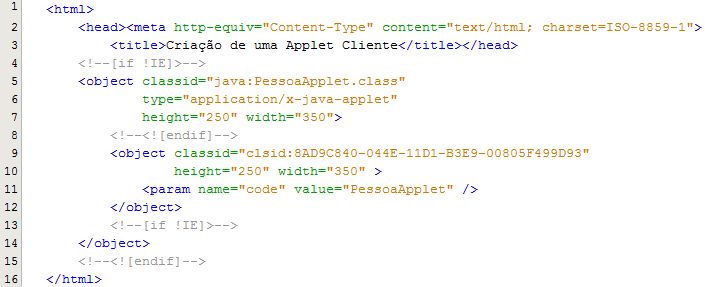 1 <html>
2 <head><meta http-equiv="Content-Type" content="text/html; charset=ISO-8859-1">
3 <title>Criação de uma Applet Cliente</title></head>
4 <!--[if !IE]>-->
5 <object classid="java:PessoaApplet.class"
6 type="application/x-java-applet"
7 height="250" width="350">
8 <!--<![endif]-->
9 <object classid="clsid:8AD9C840-044E-11D1-B3E9-00805F499D93"
10 height="250" width="350" >
11 <param name="code" value="PessoaApplet" />
12 </object>
13 <!--[if !IE]>-->
14 </object>
15 <!--<![endif]-->
16 </html>